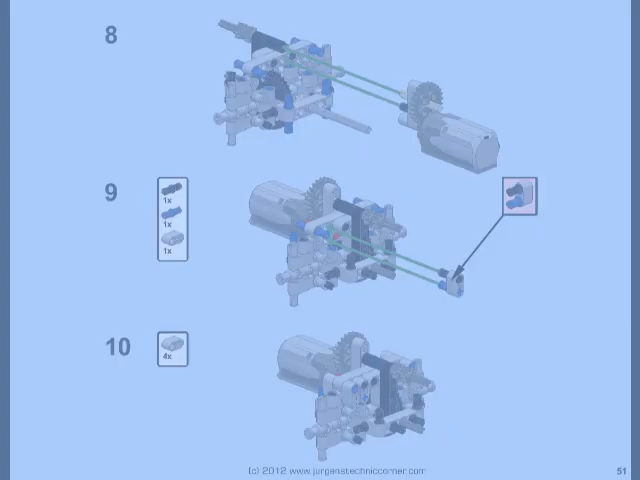 8
9
1x
1x
1x
10
4x
(c) 2012 www.jurgenstechniccorner.com
51